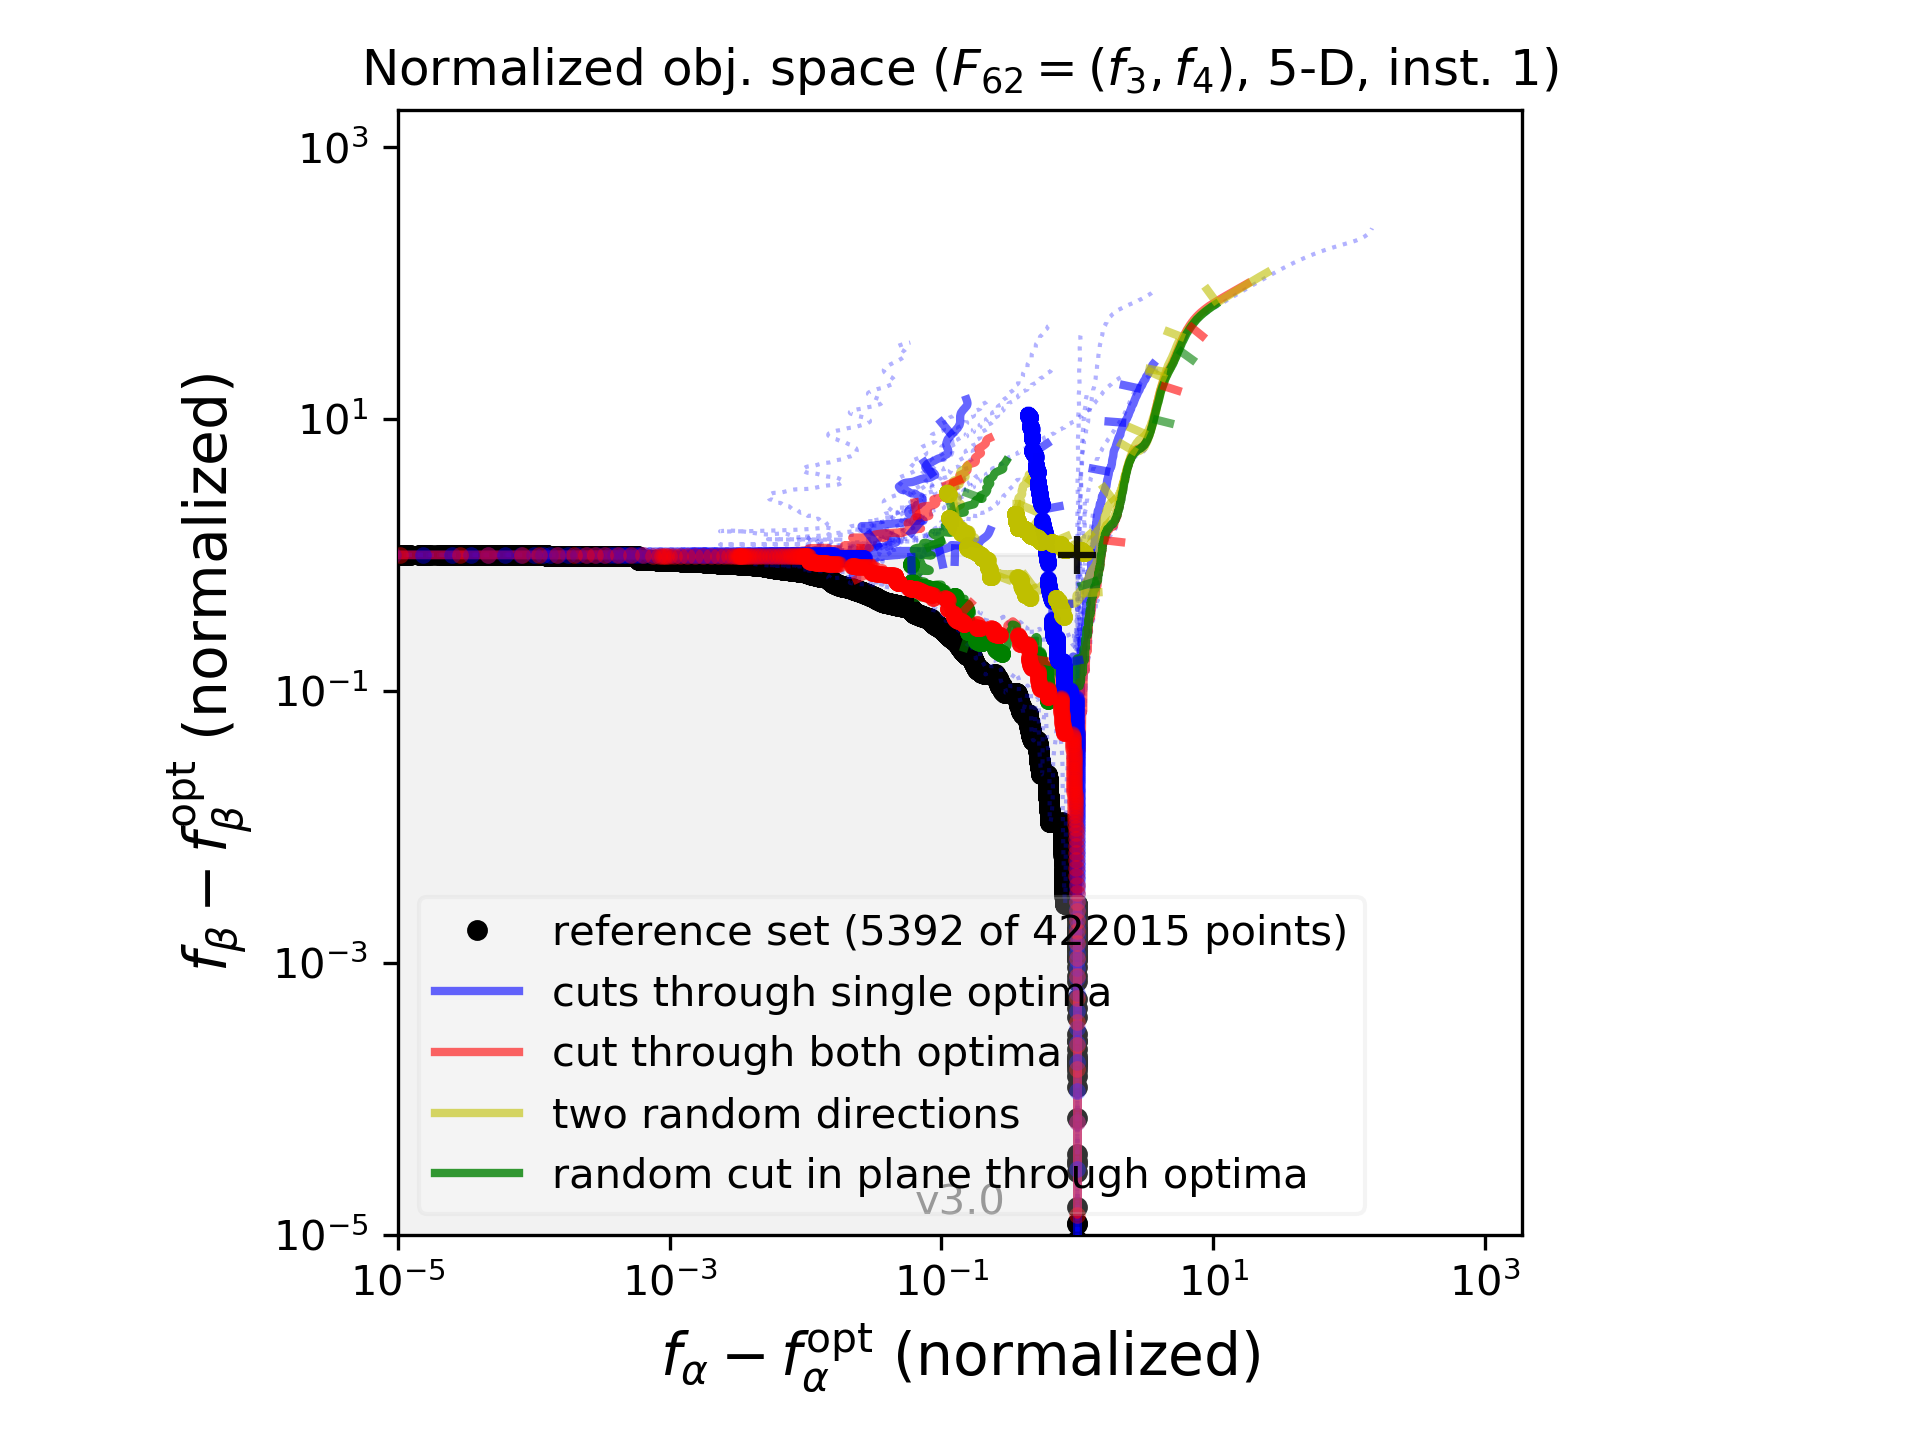 Normalized obj. space (F₆₂ = (f₃, f₄), 5-D, inst. 1)
10³
10¹
10⁻¹
10⁻³
10⁻⁵
f_β − f_β^opt (normalized)
reference set (5392 of 422015 points)
cuts through single optima
cut through both optima
two random directions
random cut in plane through optima
v3.0
10⁻⁵ 10⁻³ 10⁻¹ 10¹ 10³
f_α − f_α^opt (normalized)